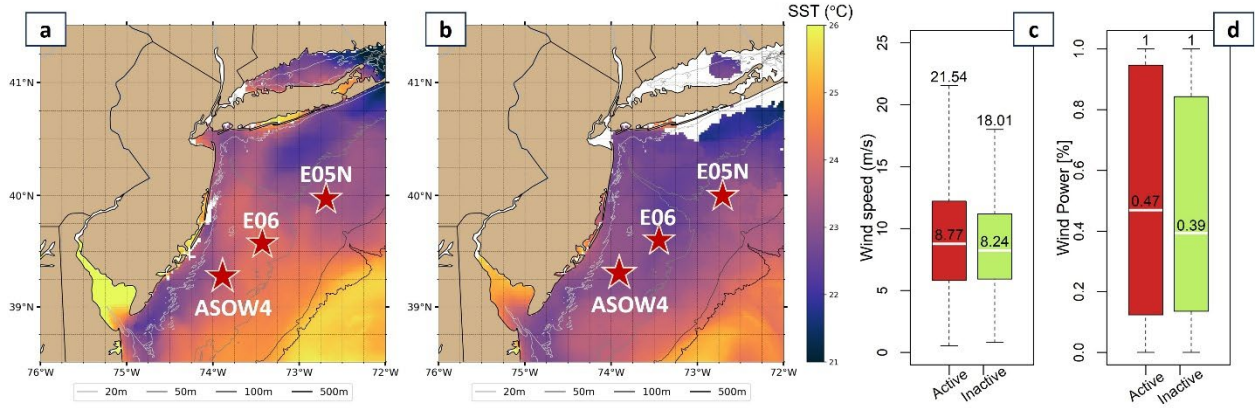 a
41°N
40°N
39°N
76°W
75°W
74°W
73°W
72°W
E05N
E06
ASOW4
20m
50m
100m
500m
b
41°N
40°N
39°N
76°W
75°W
74°W
73°W
72°W
E05N
E06
ASOW4
20m
50m
100m
500m
SST (°C)
26
25
24
23
22
21
c
Wind speed (m/s)
25
20
15
10
5
0
21.54
18.01
8.77
8.24
Active
Inactive
d
Wind Power [%]
1.0
0.8
0.6
0.4
0.2
0.0
1
1
0.47
0.39
Active
Inactive